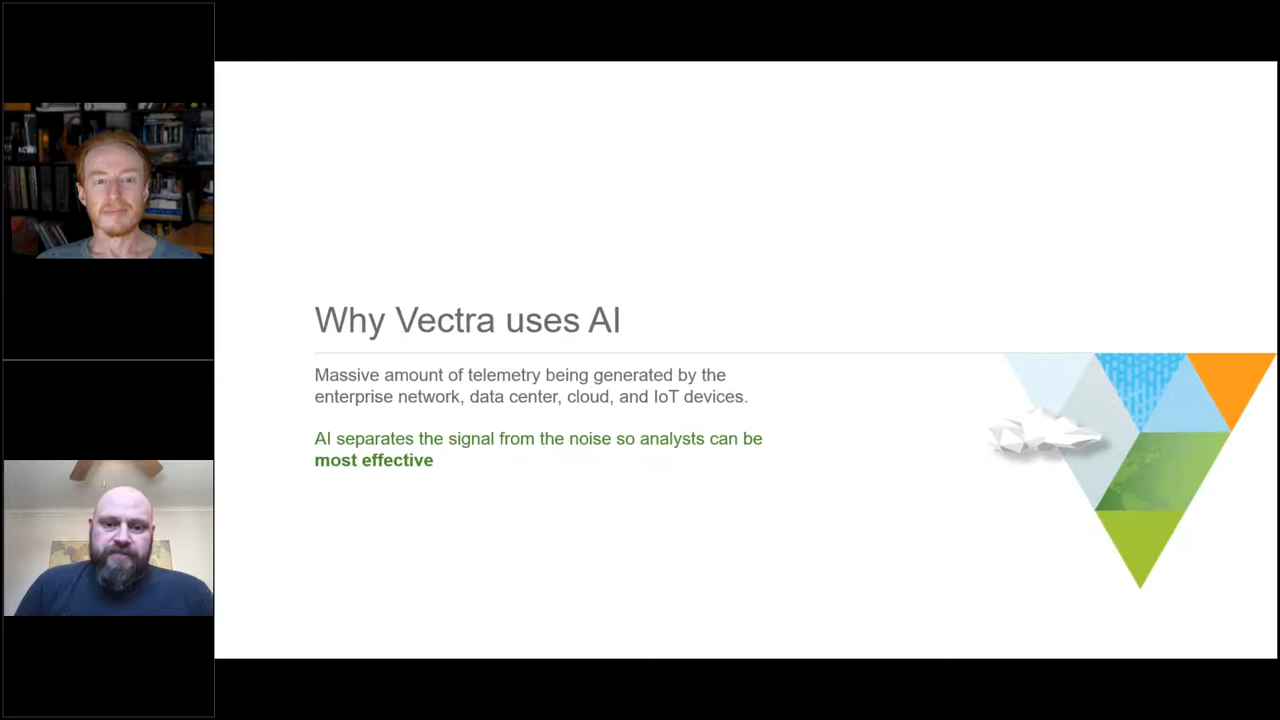 Why Vectra uses AI
Massive amount of telemetry being generated by the
enterprise network, data center, cloud, and IoT devices.
AI separates the signal from the noise so analysts can be
most effective